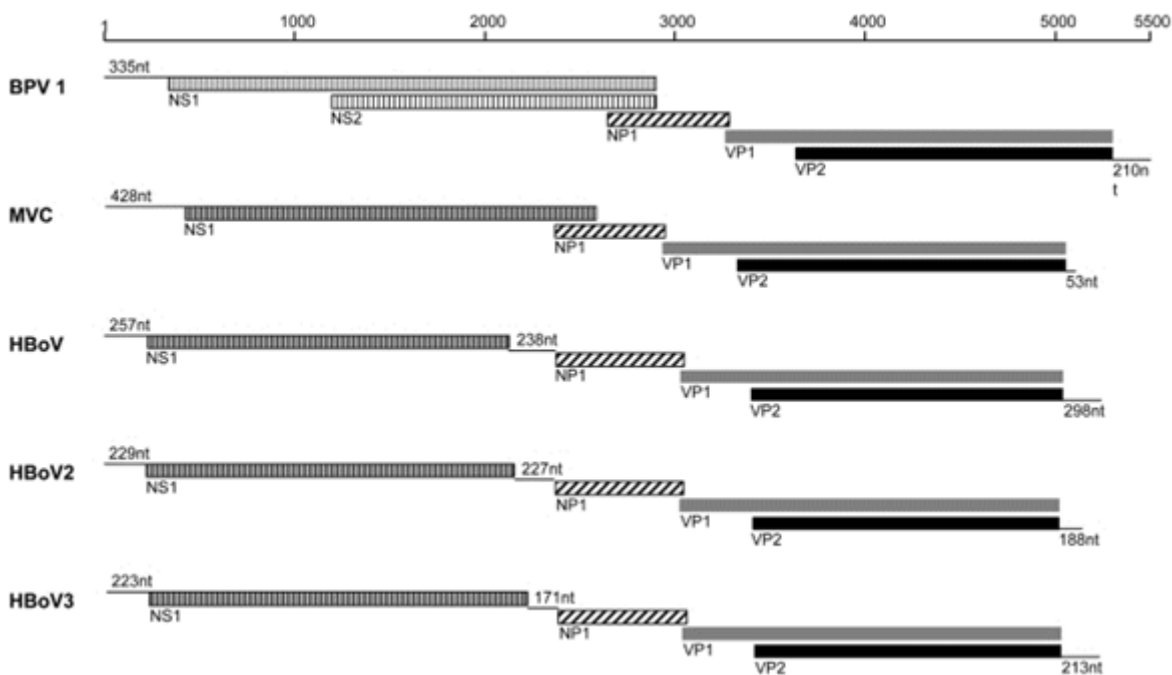 1 1000 2000 3000 4000 5000 5500
335nt
BPV 1
NS1
NS2
NP1
VP1
VP2 210n
t
428nt
MVC
NS1
NP1
VP1
VP2 53nt
257nt
HBoV 238nt
NS1
NP1
VP1
VP2 298nt
229nt
HBoV2 227nt
NS1
NP1
VP1
VP2 188nt
223nt
HBoV3 171nt
NS1
NP1
VP1
VP2 213nt